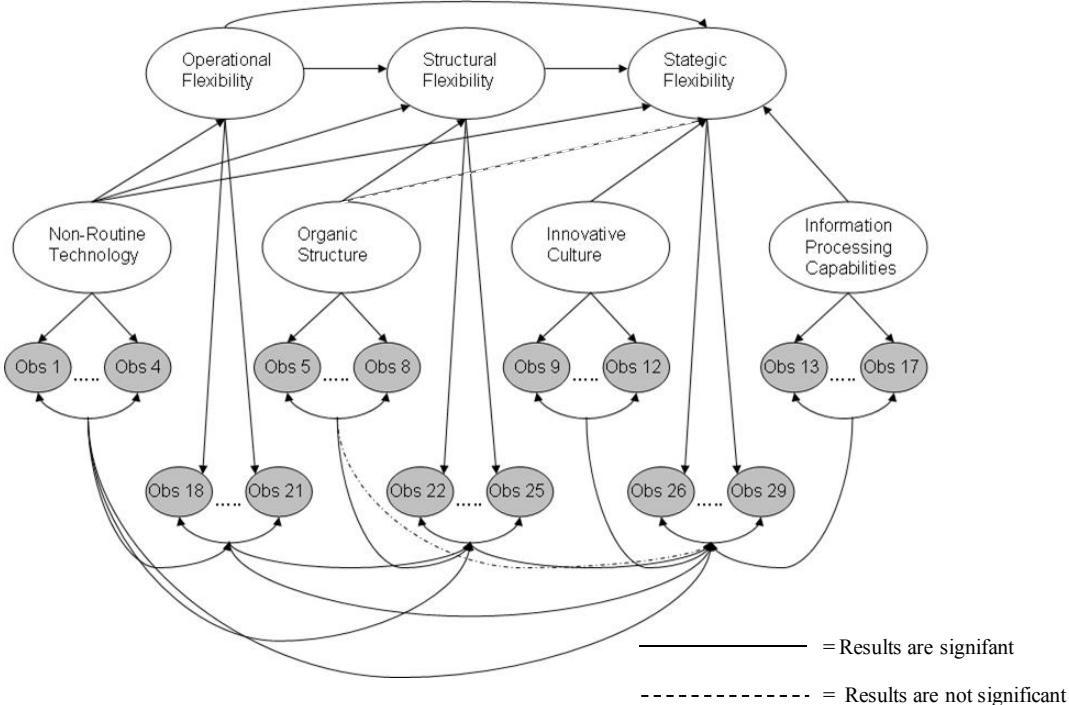 Operational
Flexibility
Structural
Flexibility
Stategic
Flexibility
Non-Routine
Technology
Organic
Structure
Innovative
Culture
Information
Processing
Capabilities
Obs 1 ..... Obs 4
Obs 5 ..... Obs 8
Obs 9 ..... Obs 12
Obs 13 ..... Obs 17
Obs 18 ..... Obs 21
Obs 22 ..... Obs 25
Obs 26 ..... Obs 29
= Results are signifant
= Results are not significant